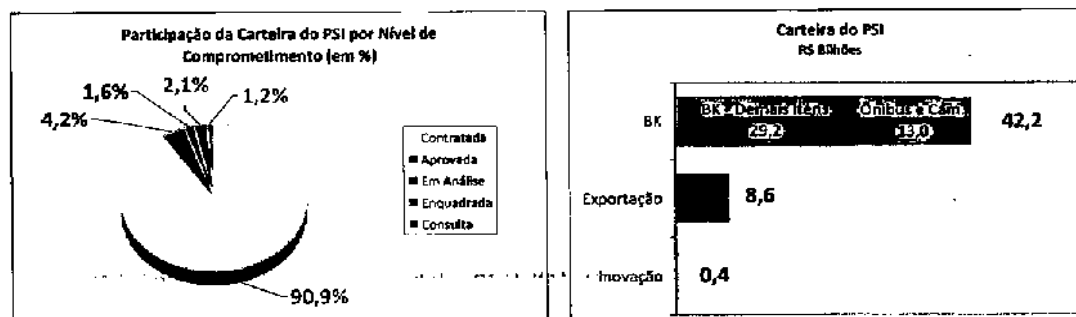 Participação da Carteira do PSI por Nível de
Comprometimento (em %)
1,6%
2,1%
1,2%
4,2%
90,9%
Contratada
Aprovada
Em Análise
Enquadrada
Consulta
Carteira do PSI
R$ Bilhões
BK
BK - Demais Itens
29,2
Ônibus e Cam
13,0
42,2
Exportação
8,6
Inovação
0,4